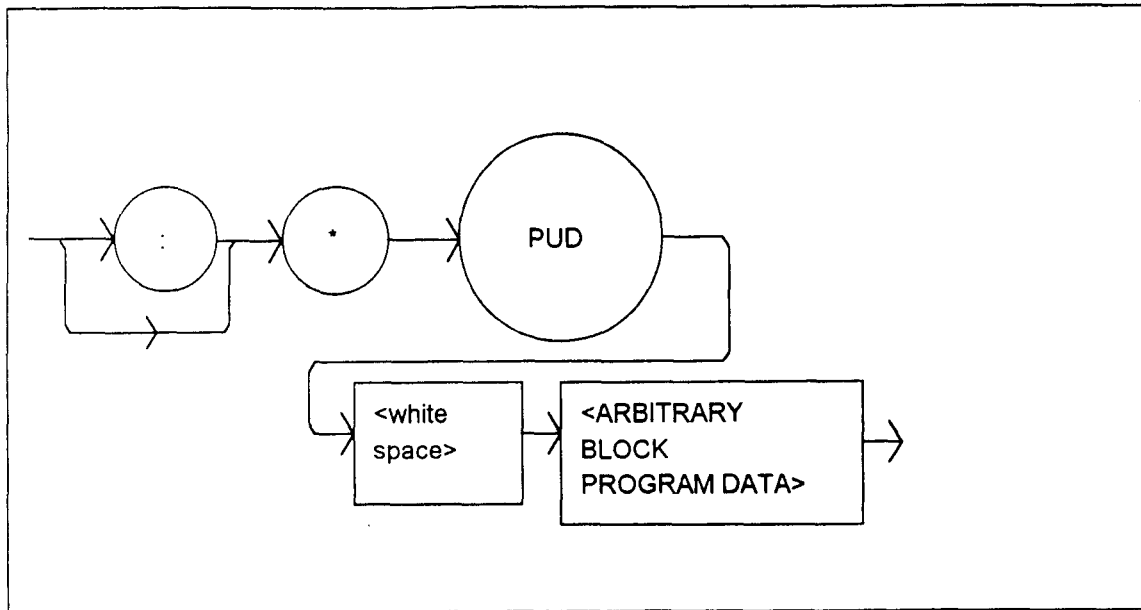 :
*
PUD
<white
space>
<ARBITRARY
BLOCK
PROGRAM DATA>